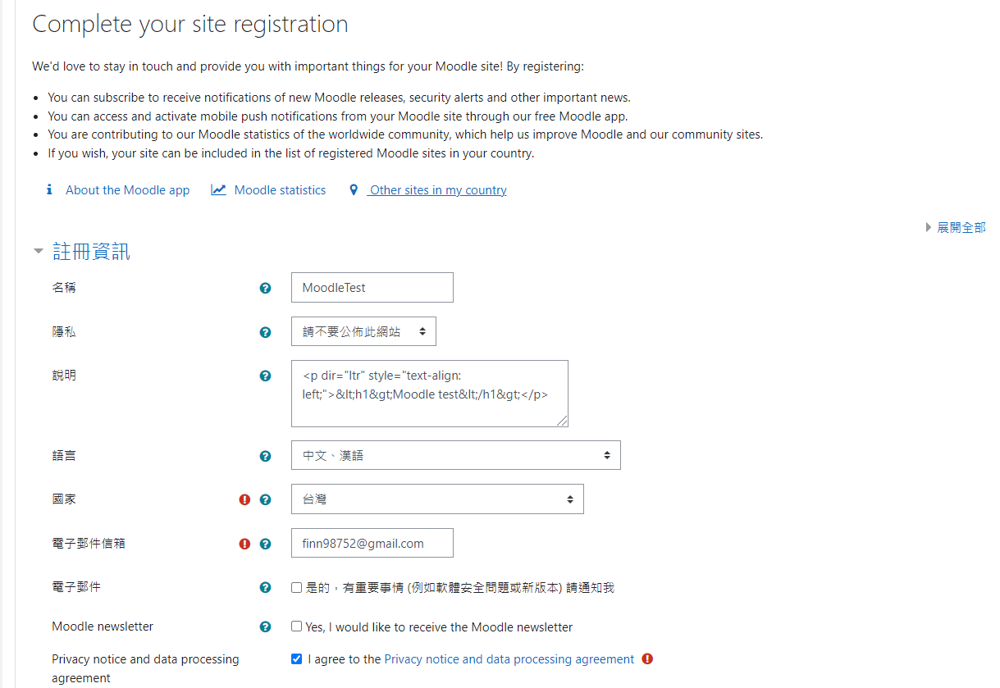 Complete your site registration
We'd love to stay in touch and provide you with important things for your Moodle site! By registering:
You can subscribe to receive notifications of new Moodle releases, security alerts and other important news.
You can access and activate mobile push notifications from your Moodle site through our free Moodle app.
You are contributing to our Moodle statistics of the worldwide community, which help us improve Moodle and our community sites.
If you wish, your site can be included in the list of registered Moodle sites in your country.
About the Moodle app Moodle statistics Other sites in my country
展開全部
註冊資訊
名稱 MoodleTest
隱私 請不要公佈此網站
說明 <p dir="ltr" style="text-align:
left;">&lt;h1&gt;Moodle test&lt;/h1&gt;</p>
語言 中文、漢語
國家 台灣
電子郵件信箱 finn98752@gmail.com
電子郵件 是的，有重要事情 (例如軟體安全問題或新版本) 請通知我
Moodle newsletter Yes, I would like to receive the Moodle newsletter
Privacy notice and data processing I agree to the Privacy notice and data processing agreement
agreement